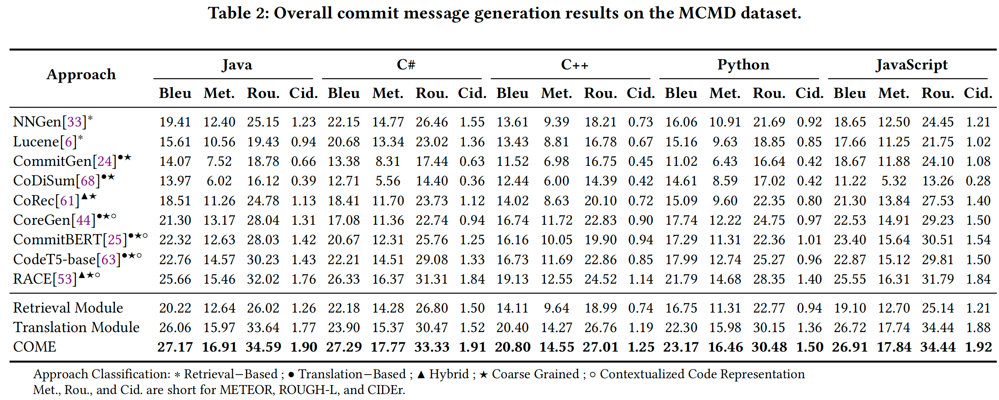 Table 2: Overall commit message generation results on the MCMD dataset.
Approach Java C# C++ Python JavaScript
Bleu Met. Rou. Cid. Bleu Met. Rou. Cid. Bleu Met. Rou. Cid. Bleu Met. Rou. Cid. Bleu Met. Rou. Cid.
NNGen[33]* 19.41 12.40 25.15 1.23 22.15 14.77 26.46 1.55 13.61 9.39 18.21 0.73 16.06 10.91 21.69 0.92 18.65 12.50 24.45 1.21
Lucene[6]* 15.61 10.56 19.43 0.94 20.68 13.34 23.02 1.36 13.43 8.81 16.78 0.67 15.16 9.63 18.85 0.85 17.66 11.25 21.75 1.02
CommitGen[24]●★ 14.07 7.52 18.78 0.66 13.38 8.31 17.44 0.63 11.52 6.98 16.75 0.45 11.02 6.43 16.64 0.42 18.67 11.88 24.10 1.08
CoDiSum[68]●★ 13.97 6.02 16.12 0.39 12.71 5.56 14.40 0.36 12.44 6.00 14.39 0.42 14.61 8.59 17.02 0.42 11.22 5.32 13.26 0.28
CoRec[61]▲★ 18.51 11.26 24.78 1.13 18.41 11.70 23.73 1.12 14.02 8.63 20.10 0.72 15.09 9.60 22.35 0.80 21.30 13.84 27.53 1.40
CoreGen[44]●★○ 21.30 13.17 28.04 1.31 17.08 11.36 22.74 0.94 16.74 11.72 22.83 0.90 17.74 12.22 24.75 0.97 22.53 14.91 29.23 1.50
CommitBERT[25]●★○ 22.32 12.63 28.03 1.42 20.67 12.31 25.76 1.25 16.16 10.05 19.90 0.94 17.29 11.31 22.36 1.01 23.40 15.64 30.51 1.54
CodeT5-base[63]●★○ 22.76 14.57 30.23 1.43 22.21 14.51 29.08 1.33 16.73 11.69 22.86 0.85 17.99 12.74 25.27 0.96 22.87 15.12 29.81 1.50
RACE[53]▲★○ 25.66 15.46 32.02 1.76 26.33 16.37 31.31 1.84 19.13 12.55 24.52 1.14 21.79 14.68 28.35 1.40 25.55 16.31 31.79 1.84
Retrieval Module 20.22 12.64 26.02 1.26 22.18 14.28 26.80 1.50 14.11 9.64 18.99 0.74 16.75 11.31 22.77 0.94 19.10 12.70 25.14 1.21
Translation Module 26.06 15.97 33.64 1.77 23.90 15.37 30.47 1.52 20.40 14.27 26.76 1.19 22.30 15.98 30.15 1.36 26.72 17.74 34.44 1.88
COME 27.17 16.91 34.59 1.90 27.29 17.77 33.33 1.91 20.80 14.55 27.01 1.25 23.17 16.46 30.48 1.50 26.91 17.84 34.44 1.92
Approach Classification: * Retrieval−Based ; ● Translation−Based ; ▲ Hybrid ; ★ Coarse Grained ; ○ Contextualized Code Representation
Met., Rou., and Cid. are short for METEOR, ROUGH-L, and CIDEr.